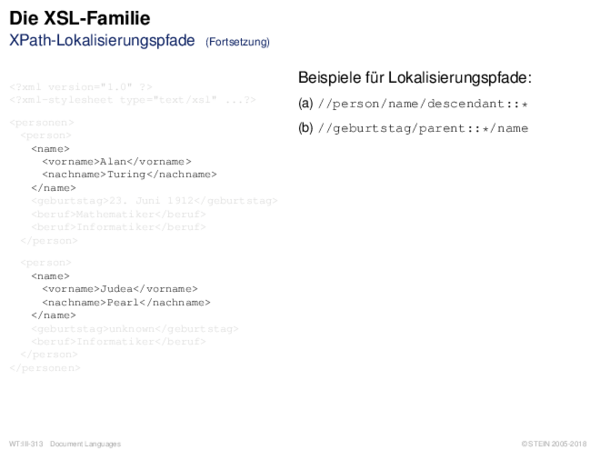 Die XSL-Familie
XPath-Lokalisierungspfade (Fortsetzung)
<?xml version="1.0" ?>
<?xml-stylesheet type="text/xsl" ...?>
<personen>
<person>
<name>
<vorname>Alan</vorname>
<nachname>Turing</nachname>
</name>
<geburtstag>23. Juni 1912</geburtstag>
<beruf>Mathematiker</beruf>
<beruf>Informatiker</beruf>
</person>
<person>
<name>
<vorname>Judea</vorname>
<nachname>Pearl</nachname>
</name>
<geburtstag>unknown</geburtstag>
<beruf>Informatiker</beruf>
</person>
</personen>
Beispiele für Lokalisierungspfade:
(a) //person/name/descendant::*
(b) //geburtstag/parent::*/name
WT:II-313 Document Languages
© STEIN 2005-2018